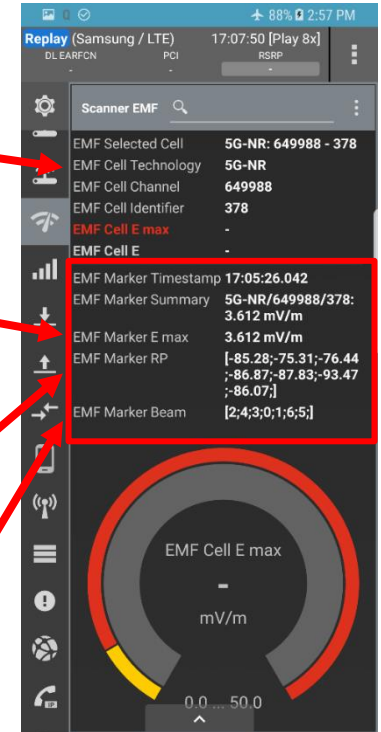 88% 2:57 PM
Replay (Samsung / LTE) 17:07:50 [Play 8x]
DL EARFCN PCI RSRP
- - -
Scanner EMF
EMF Selected Cell 5G-NR: 649988 - 378
EMF Cell Technology 5G-NR
EMF Cell Channel 649988
EMF Cell Identifier 378
EMF Cell E max -
EMF Cell E -
EMF Marker Timestamp 17:05:26.042
EMF Marker Summary 5G-NR/649988/378:
3.612 mV/m
EMF Marker E max 3.612 mV/m
EMF Marker RP [-85.28;-75.31;-76.44
;-86.87;-87.83;-93.47
;-86.07;]
EMF Marker Beam [2;4;3;0;1;6;5;]
EMF Cell E max
-
mV/m
0.0 ... 50.0